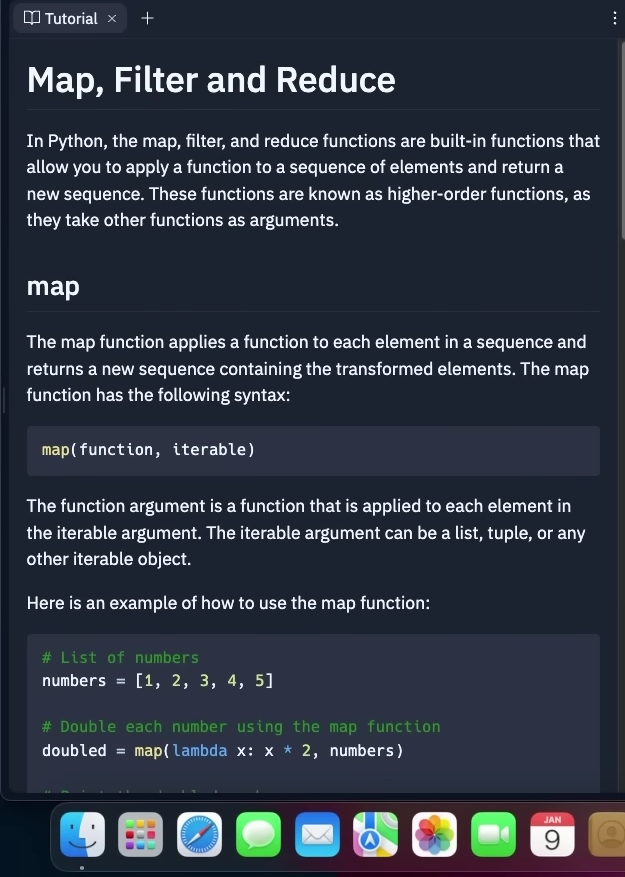 Tutorial
Map, Filter and Reduce
In Python, the map, filter, and reduce functions are built-in functions that
allow you to apply a function to a sequence of elements and return a
new sequence. These functions are known as higher-order functions, as
they take other functions as arguments.
map
The map function applies a function to each element in a sequence and
returns a new sequence containing the transformed elements. The map
function has the following syntax:
map(function, iterable)
The function argument is a function that is applied to each element in
the iterable argument. The iterable argument can be a list, tuple, or any
other iterable object.
Here is an example of how to use the map function:
# List of numbers
numbers = [1, 2, 3, 4, 5]
# Double each number using the map function
doubled = map(lambda x: x * 2, numbers)
JAN
9